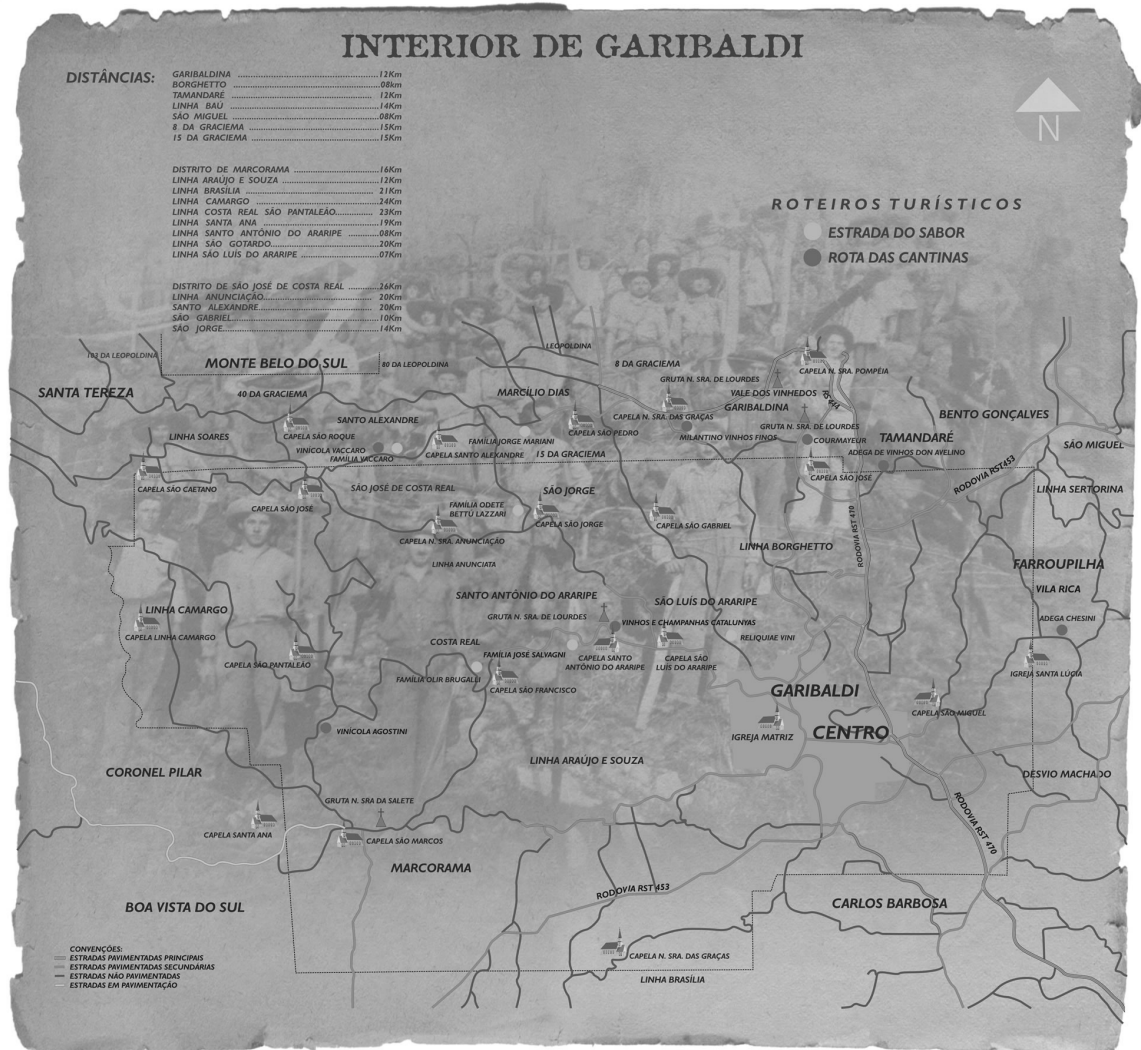 INTERIOR DE GARIBALDI
DISTÂNCIAS:
GARIBALDINA ........ 12Km
BORGHETTO ........ 08km
TAMANDARÉ ........ 12Km
LINHA BAÚ ........ 14Km
SÃO MIGUEL ........ 08Km
8 DA GRACIEMA ........ 15Km
15 DA GRACIEMA ........ 15Km
DISTRITO DE MARCORAMA ........ 16Km
LINHA ARAÚJO E SOUZA ........ 12Km
LINHA BRASÍLIA ........ 21Km
LINHA CAMARGO ........ 24Km
LINHA COSTA REAL SÃO PANTALEÃO ........ 23Km
LINHA SANTA ANA ........ 19Km
LINHA SANTO ANTÔNIO DO ARARIPE ........ 08Km
LINHA SÃO GOTARDO ........ 20Km
LINHA SÃO LUÍS DO ARARIPE ........ 07Km
DISTRITO DE SÃO JOSÉ DE COSTA REAL ........ 26Km
LINHA ANUNCIAÇÃO ........ 20Km
SANTO ALEXANDRE ........ 20Km
SÃO GABRIEL ........ 10Km
SÃO JORGE ........ 14Km
N
ROTEIROS TURÍSTICOS
ESTRADA DO SABOR
ROTA DAS CANTINAS
LEOPOLDINA
102 DA LEOPOLDINA
MONTE BELO DO SUL
80 DA LEOPOLDINA
8 DA GRACIEMA
CAPELA N. SRA. POMPÉIA
GRUTA N. SRA. DE LOURDES
SANTA TEREZA
40 DA GRACIEMA
MARCÍLIO DIAS
VALE DOS VINHEDOS
RS 444
GARIBALDINA
BENTO GONÇALVES
CAPELA N. SRA. DAS GRAÇAS
SANTO ALEXANDRE
CAPELA SÃO PEDRO
GRUTA N. SRA. DE LOURDES
LINHA SOARES
CAPELA SÃO ROQUE
FAMÍLIA JORGE MARIANI
MILANTINO VINHOS FINOS
COURMAYEUR
TAMANDARÉ
SÃO MIGUEL
VINÍCOLA VACCARO
FAMÍLIA VACCARO
CAPELA SANTO ALEXANDRE
15 DA GRACIEMA
ADEGA DE VINHOS DON AVELINO
RODOVIA RST453
CAPELA SÃO CAETANO
SÃO JOSÉ DE COSTA REAL
SÃO JORGE
CAPELA SÃO JOSÉ
LINHA SERTORINA
CAPELA SÃO JOSÉ
FAMÍLIA ODETE
BETTÚ LAZZARI
CAPELA SÃO JORGE
CAPELA SÃO GABRIEL
RODOVIA RST 470
CAPELA N. SRA. ANUNCIAÇÃO
LINHA BORGHETTO
LINHA ANUNCIATA
FARROUPILHA
VILA RICA
SANTO ANTÔNIO DO ARARIPE
SÃO LUÍS DO ARARIPE
LINHA CAMARGO
GRUTA N. SRA. DE LOURDES
VINHOS E CHAMPANHAS CATALUNYAS
ADEGA CHESINI
CAPELA LINHA CAMARGO
COSTA REAL
RELIQUIAE VINI
FAMÍLIA JOSÉ SALVAGNI
CAPELA SANTO
ANTÔNIO DO ARARIPE
CAPELA SÃO
LUÍS DO ARARIPE
CAPELA SÃO PANTALEÃO
FAMÍLIA OLIR BRUGALLI
CAPELA SÃO FRANCISCO
IGREJA SANTA LÚCIA
GARIBALDI
CAPELA SÃO MIGUEL
VINÍCOLA AGOSTINI
IGREJA MATRIZ
CENTRO
LINHA ARAÚJO E SOUZA
CORONEL PILAR
DESVIO MACHADO
GRUTA N. SRA DA SALETE
CAPELA SANTA ANA
CAPELA SÃO MARCOS
RODOVIA RST 470
MARCORAMA
RODOVIA RST 453
BOA VISTA DO SUL
CARLOS BARBOSA
CAPELA N. SRA. DAS GRAÇAS
LINHA BRASÍLIA
CONVENÇÕES:
ESTRADAS PAVIMENTADAS PRINCIPAIS
ESTRADAS PAVIMENTADAS SECUNDÁRIAS
ESTRADAS NÃO PAVIMENTADAS
ESTRADAS EM PAVIMENTAÇÃO